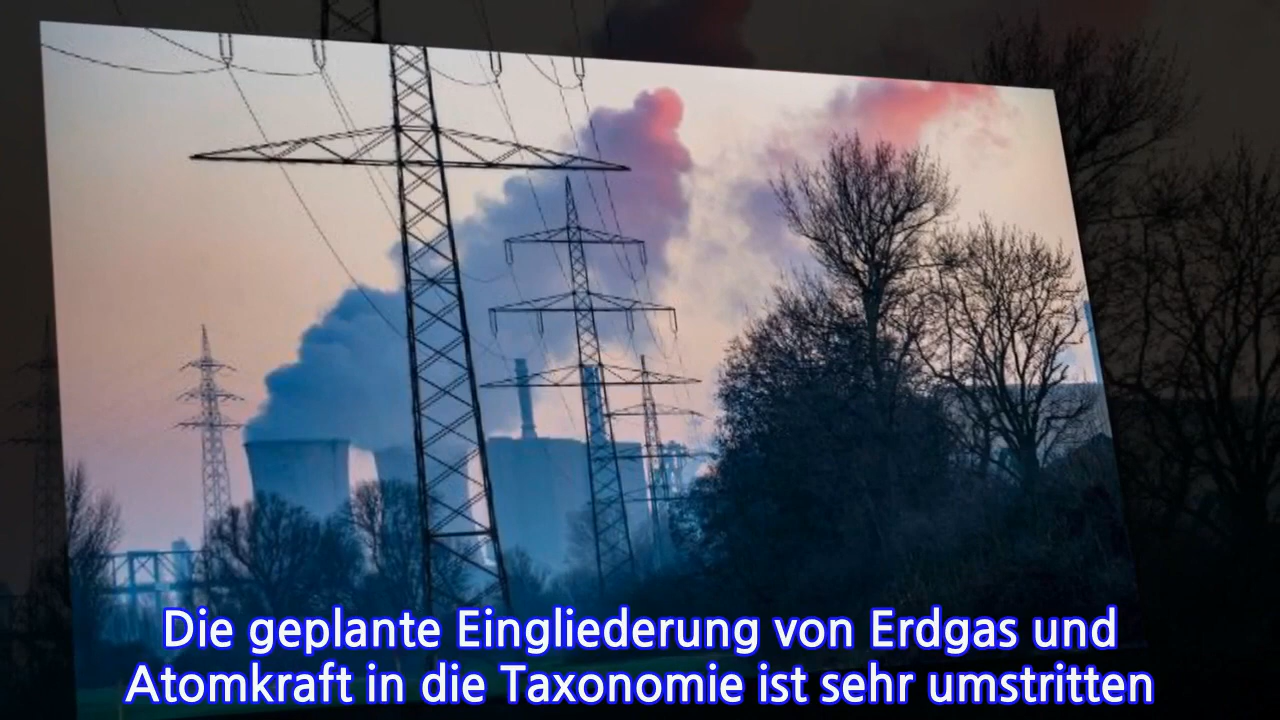 Die geplante Eingliederung von Erdgas und
Atomkraft in die Taxonomie ist sehr umstritten